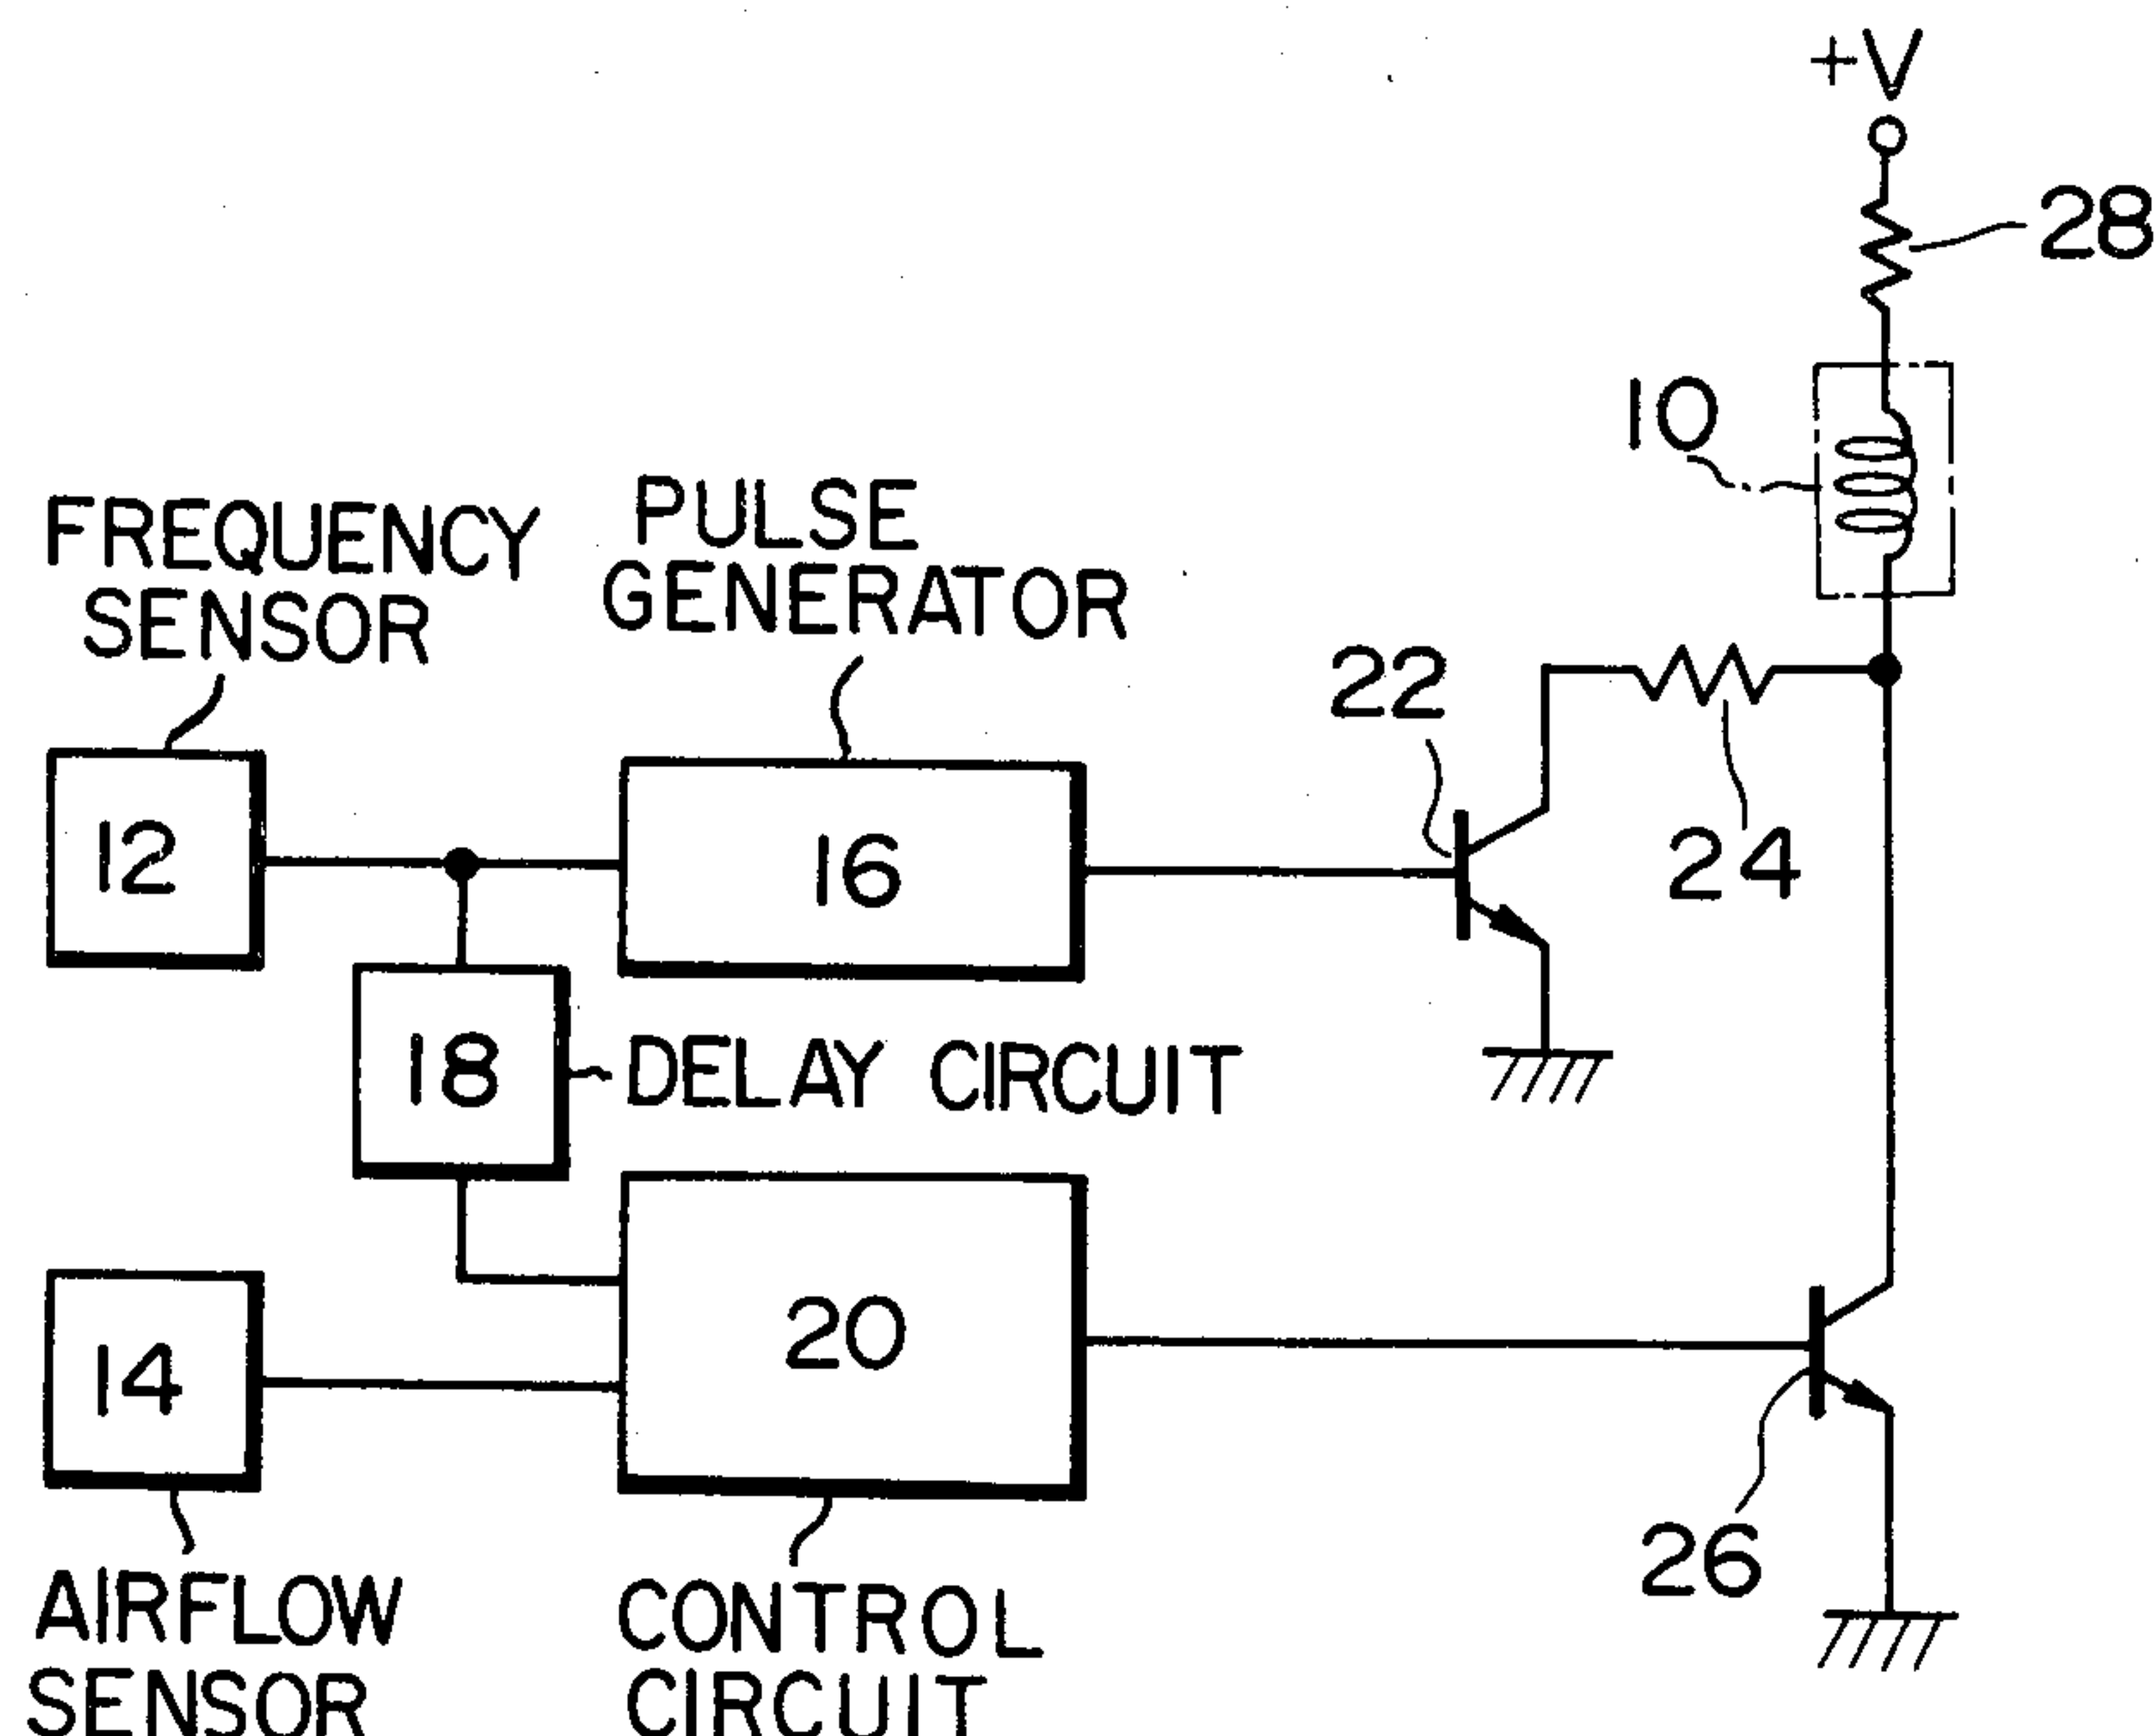 +V
28
10
FREQUENCY
SENSOR
PULSE
GENERATOR
22
24
12
16
18
DELAY CIRCUIT
20
14
26
AIRFLOW
SENSOR
CONTROL
CIRCUIT